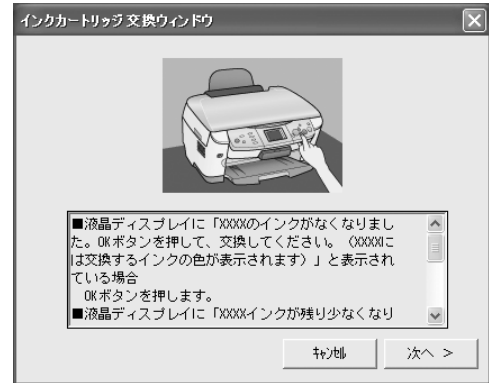 インクカートリッジ交換ウィンドウ
■液晶ディスプレイに「XXXXのインクがなくなりまし
た。OKボタンを押して、交換してください。（XXXXに
は交換するインクの色が表示されます）」と表示され
ている場合
OKボタンを押します。
■液晶ディスプレイに「XXXXインクが残り少なくなり
ｷｬﾝｾﾙ
次へ >